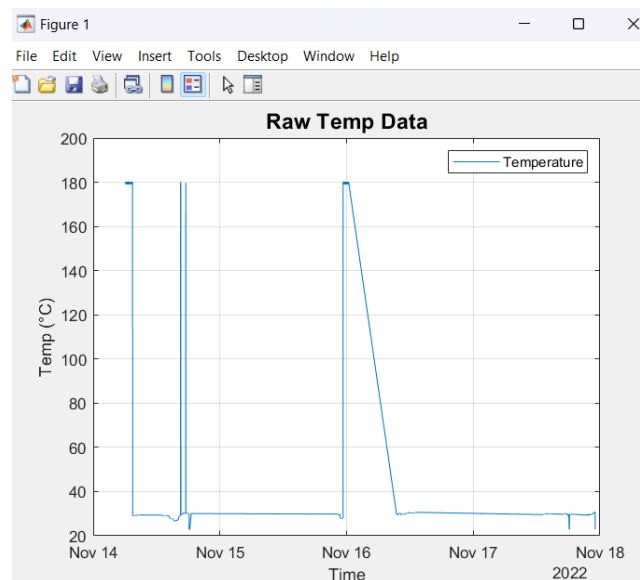 Figure 1
File Edit View Insert Tools Desktop Window Help
Raw Temp Data
Temperature
200
180
160
140
120
100
80
60
40
20
Temp (°C)
Nov 14 Nov 15 Nov 16 Nov 17 Nov 18
Time
2022